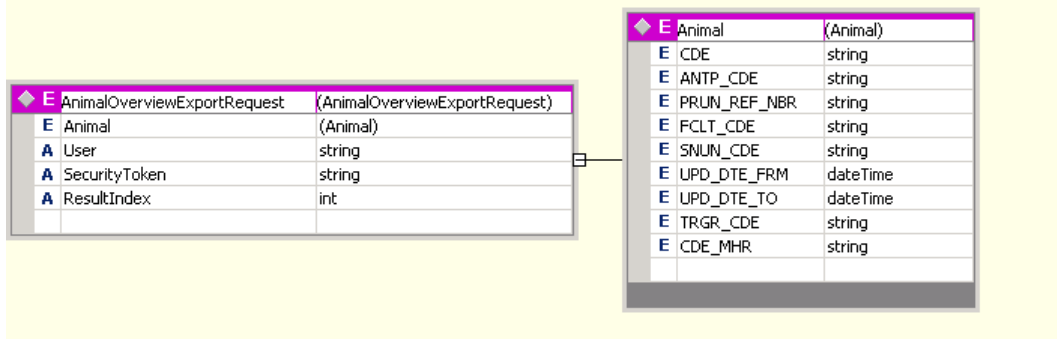 E AnimalOverviewExportRequest (AnimalOverviewExportRequest)
E Animal (Animal)
A User string
A SecurityToken string
A ResultIndex int
E Animal (Animal)
E CDE string
E ANTP_CDE string
E PRUN_REF_NBR string
E FCLT_CDE string
E SNUN_CDE string
E UPD_DTE_FRM dateTime
E UPD_DTE_TO dateTime
E TRGR_CDE string
E CDE_MHR string